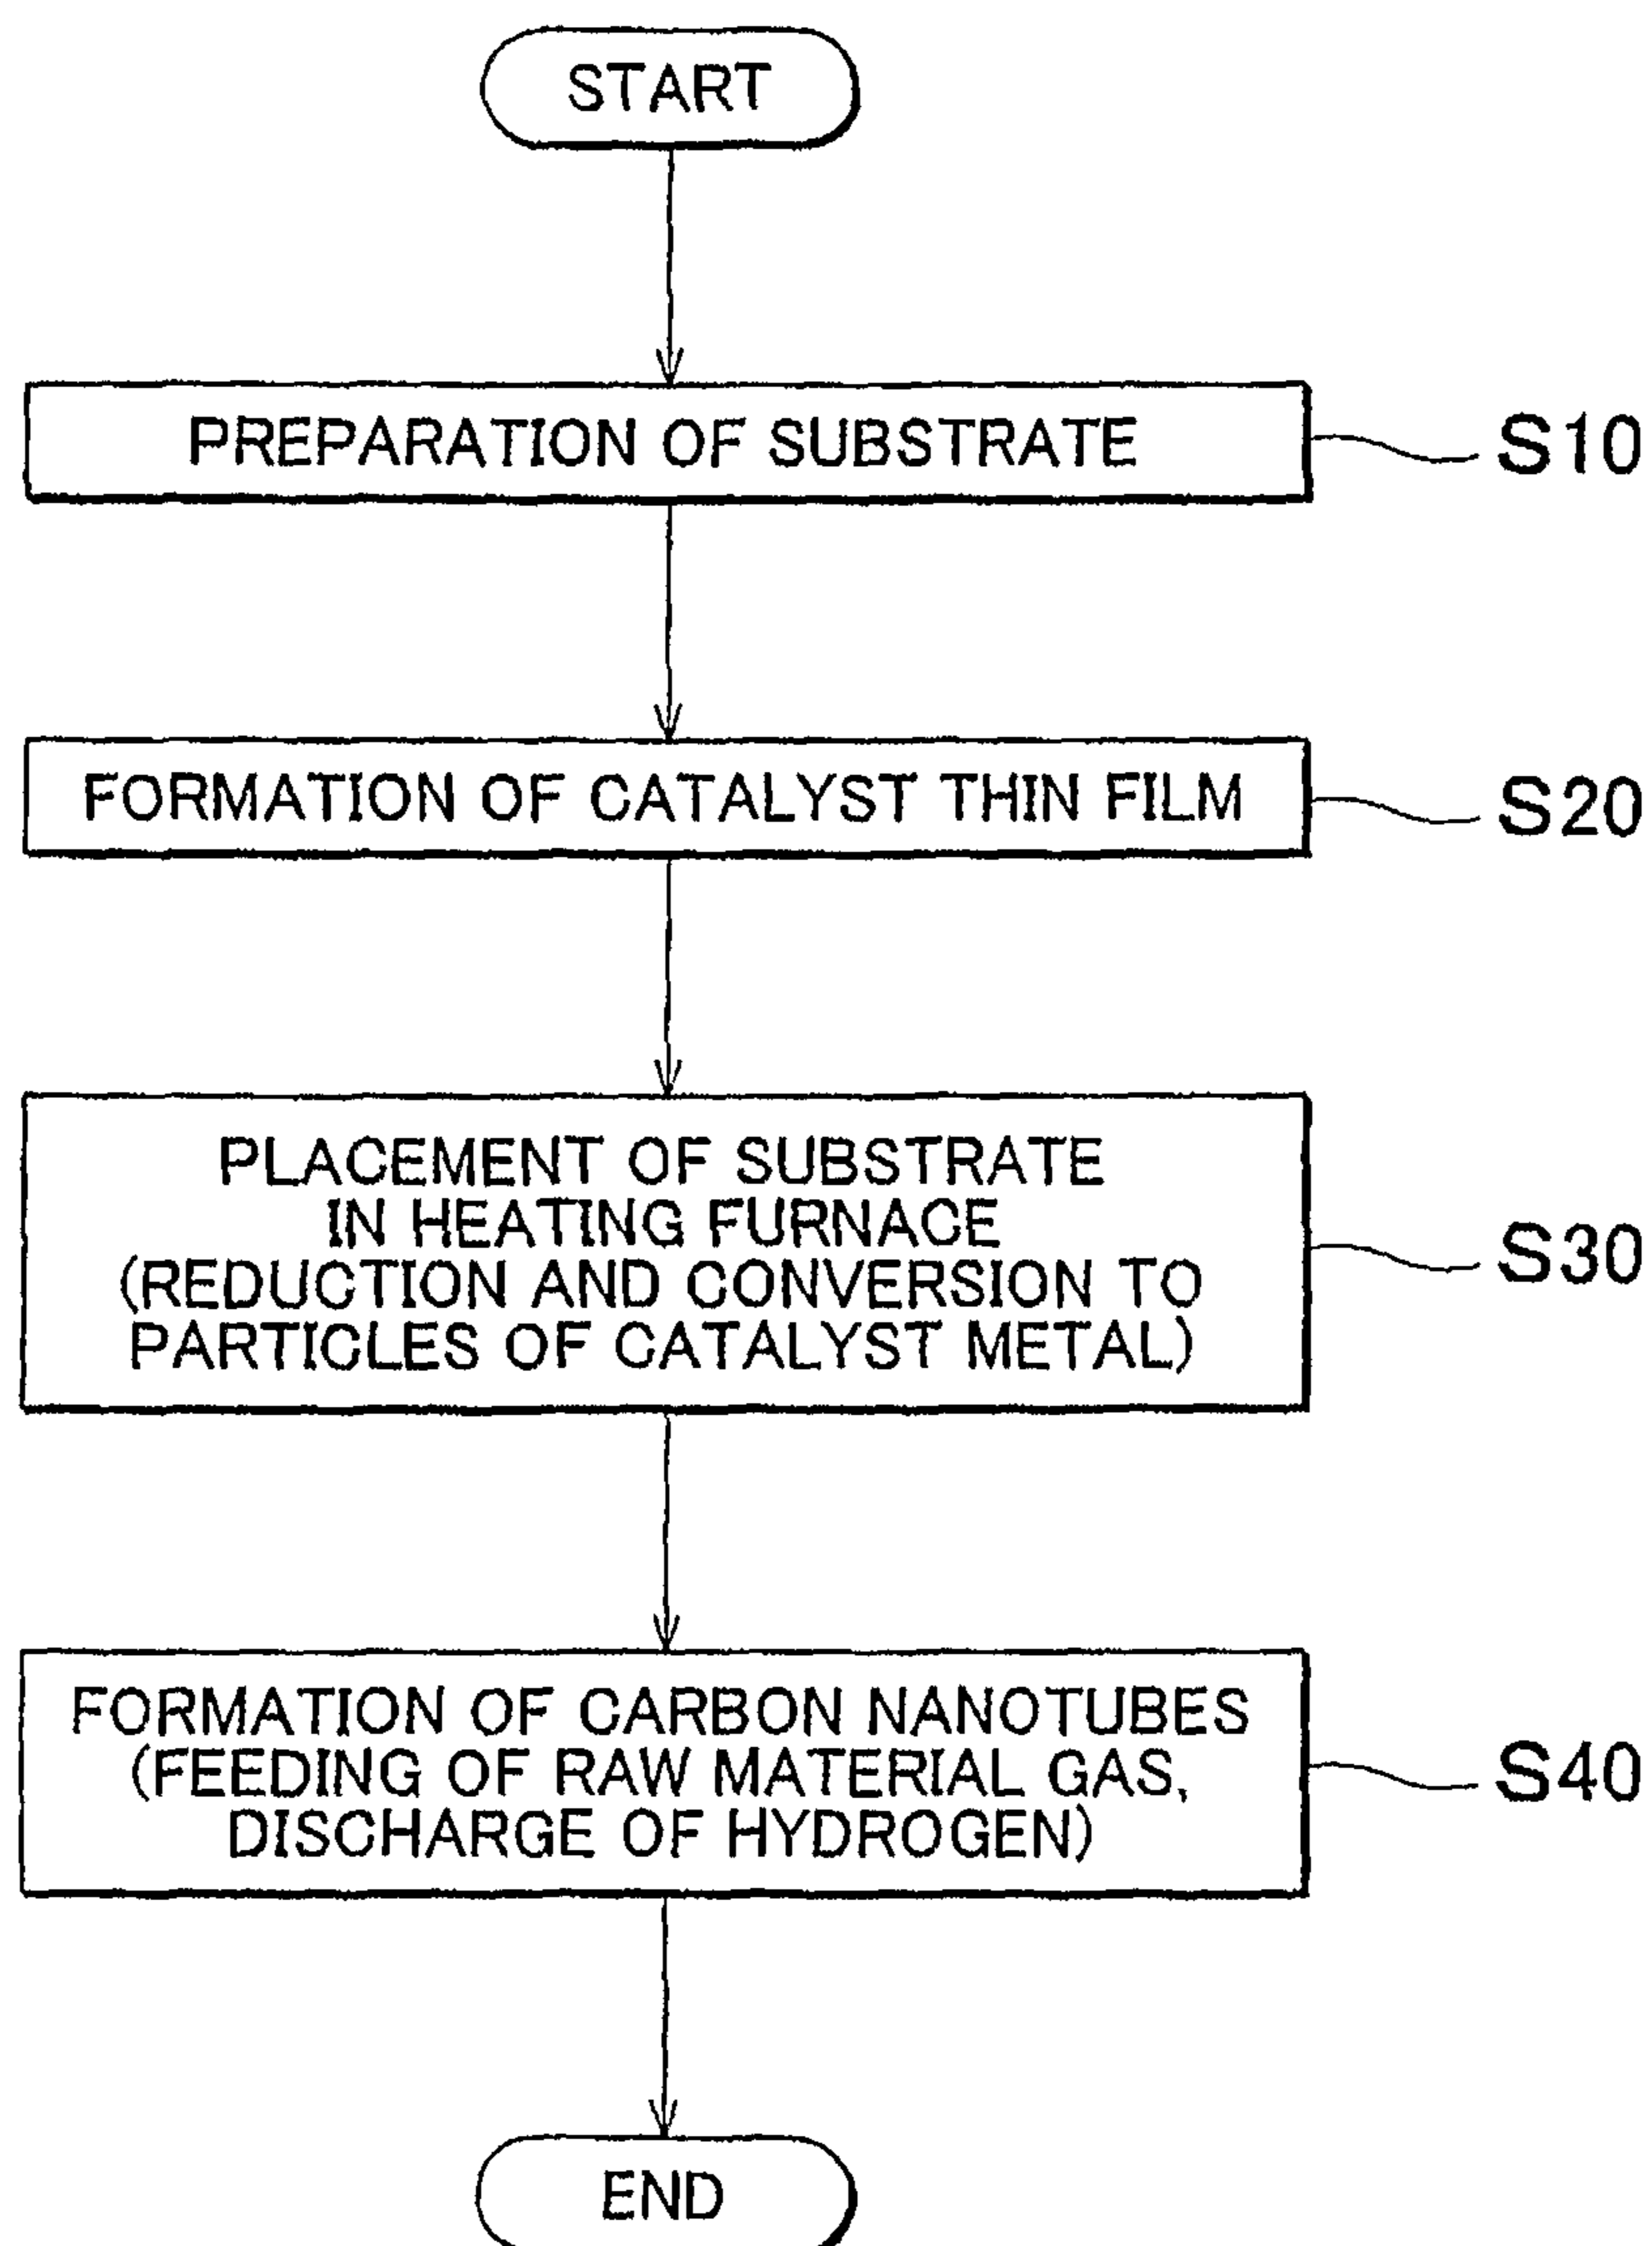 START
PREPARATION OF SUBSTRATE
S10
FORMATION OF CATALYST THIN FILM
S20
PLACEMENT OF SUBSTRATE
IN HEATING FURNACE
(REDUCTION AND CONVERSION TO
PARTICLES OF CATALYST METAL)
S30
FORMATION OF CARBON NANOTUBES
(FEEDING OF RAW MATERIAL GAS,
DISCHARGE OF HYDROGEN)
S40
END